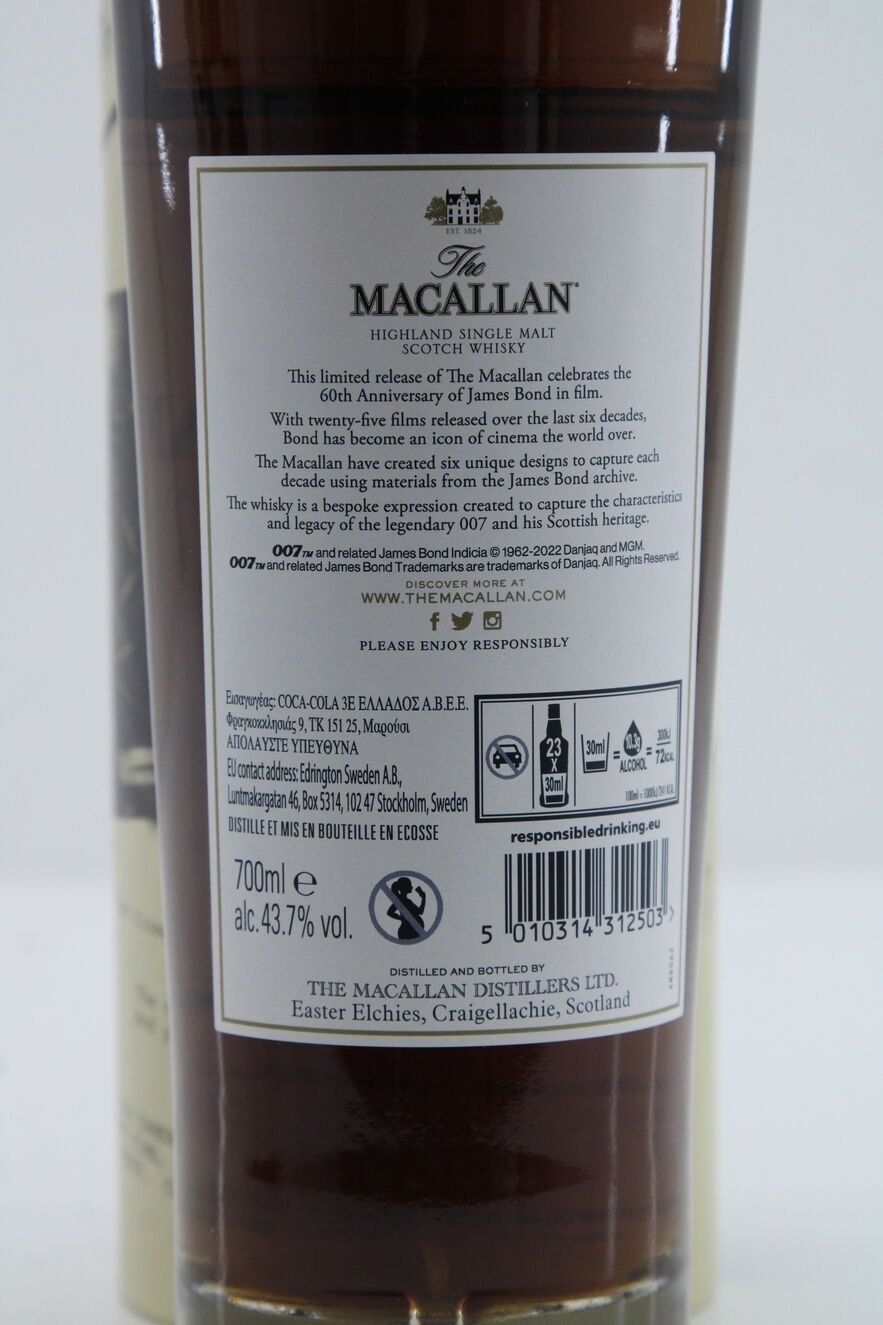 EST. 1824
The
MACALLAN
HIGHLAND SINGLE MALT
SCOTCH WHISKY
This limited release of The Macallan celebrates the
60th Anniversary of James Bond in film.
With twenty-five films released over the last six decades,
Bond has become an icon of cinema the world over.
The Macallan have created six unique designs to capture each
decade using materials from the James Bond archive.
The whisky is a bespoke expression created to capture the characteristics
and legacy of the legendary 007 and his Scottish heritage.
007™ and related James Bond Indicia © 1962-2022 Danjaq and MGM.
007™ and related James Bond Trademarks are trademarks of Danjaq. All Rights Reserved.
DISCOVER MORE AT
WWW.THEMACALLAN.COM
PLEASE ENJOY RESPONSIBLY
Εισαγωγέας: COCA-COLA 3E ΕΛΛΑΔΟΣ Α.Β.Ε.Ε.
Φραγκοκκλησιάς 9, ΤΚ 151 25, Μαρούσι
ΑΠΟΛΑΥΣΤΕ ΥΠΕΥΘΥΝΑ
EU contact address: Edrington Sweden A.B.,
Luntmakargatan 46, Box 5314, 102 47 Stockholm, Sweden
DISTILLE ET MIS EN BOUTEILLE EN ECOSSE
23
X
30ml
30ml
=
10.3g
ALCOHOL
=
300kJ
72KCAL
responsibledrinking.eu
700ml e
alc. 43.7% vol.
5 010314 312503 >
DISTILLED AND BOTTLED BY
THE MACALLAN DISTILLERS LTD.
Easter Elchies, Craigellachie, Scotland